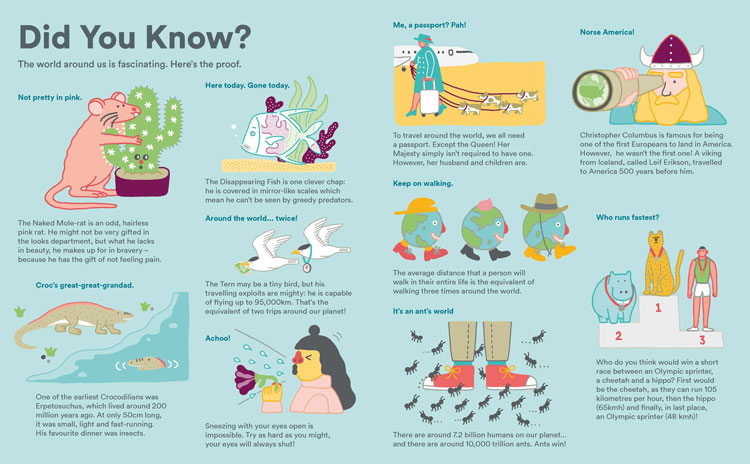 Did You Know?
The world around us is fascinating. Here's the proof.
Not pretty in pink.
The Naked Mole-rat is an odd, hairless
pink rat. He might not be very gifted in
the looks department, but what he lacks
in beauty, he makes up for in bravery –
because he has the gift of not feeling pain.
Croc's great-great-grandad.
One of the earliest Crocodilians was
Erpetosuchus, which lived around 200
million years ago. At only 50cm long,
it was small, light and fast-running.
His favourite dinner was insects.
Here today. Gone today.
The Disappearing Fish is one clever chap:
he is covered in mirror-like scales which
mean he can't be seen by greedy predators.
Around the world... twice!
The Tern may be a tiny bird, but his
travelling exploits are mighty: he is capable
of flying up to 95,000km. That's the
equivalent of two trips around our planet!
Achoo!
Sneezing with your eyes open is
impossible. Try as hard as you might,
your eyes will always shut!
Me, a passport? Pah!
To travel around the world, we all need
a passport. Except the Queen! Her
Majesty simply isn't required to have one.
However, her husband and children are.
Keep on walking.
The average distance that a person will
walk in their entire life is the equivalent of
walking three times around the world.
It's an ant's world
There are around 7.2 billion humans on our planet...
and there are around 10,000 trillion ants. Ants win!
Norse America!
Christopher Columbus is famous for being
one of the first Europeans to land in America.
However, he wasn't the first one! A viking
from Iceland, called Leif Erikson, travelled
to America 500 years before him.
Who runs fastest?
1
2
3
Who do you think would win a short
race between an Olympic sprinter,
a cheetah and a hippo? First would
be the cheetah, as they can run 105
kilometres per hour, then the hippo
(65kmh) and finally, in last place,
an Olympic sprinter (48 kmh)!